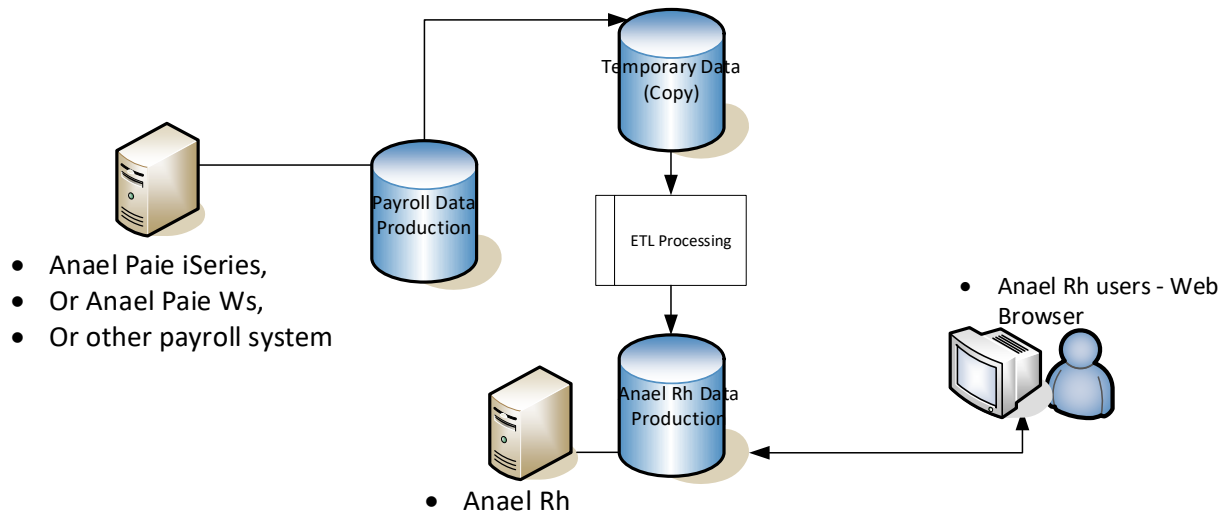 Temporary Data
(Copy)
Payroll Data
Production
• Anael Paie iSeries,
• Or Anael Paie Ws,
• Or other payroll system
ETL Processing
• Anael Rh users - Web
Browser
Anael Rh Data
Production
• Anael Rh